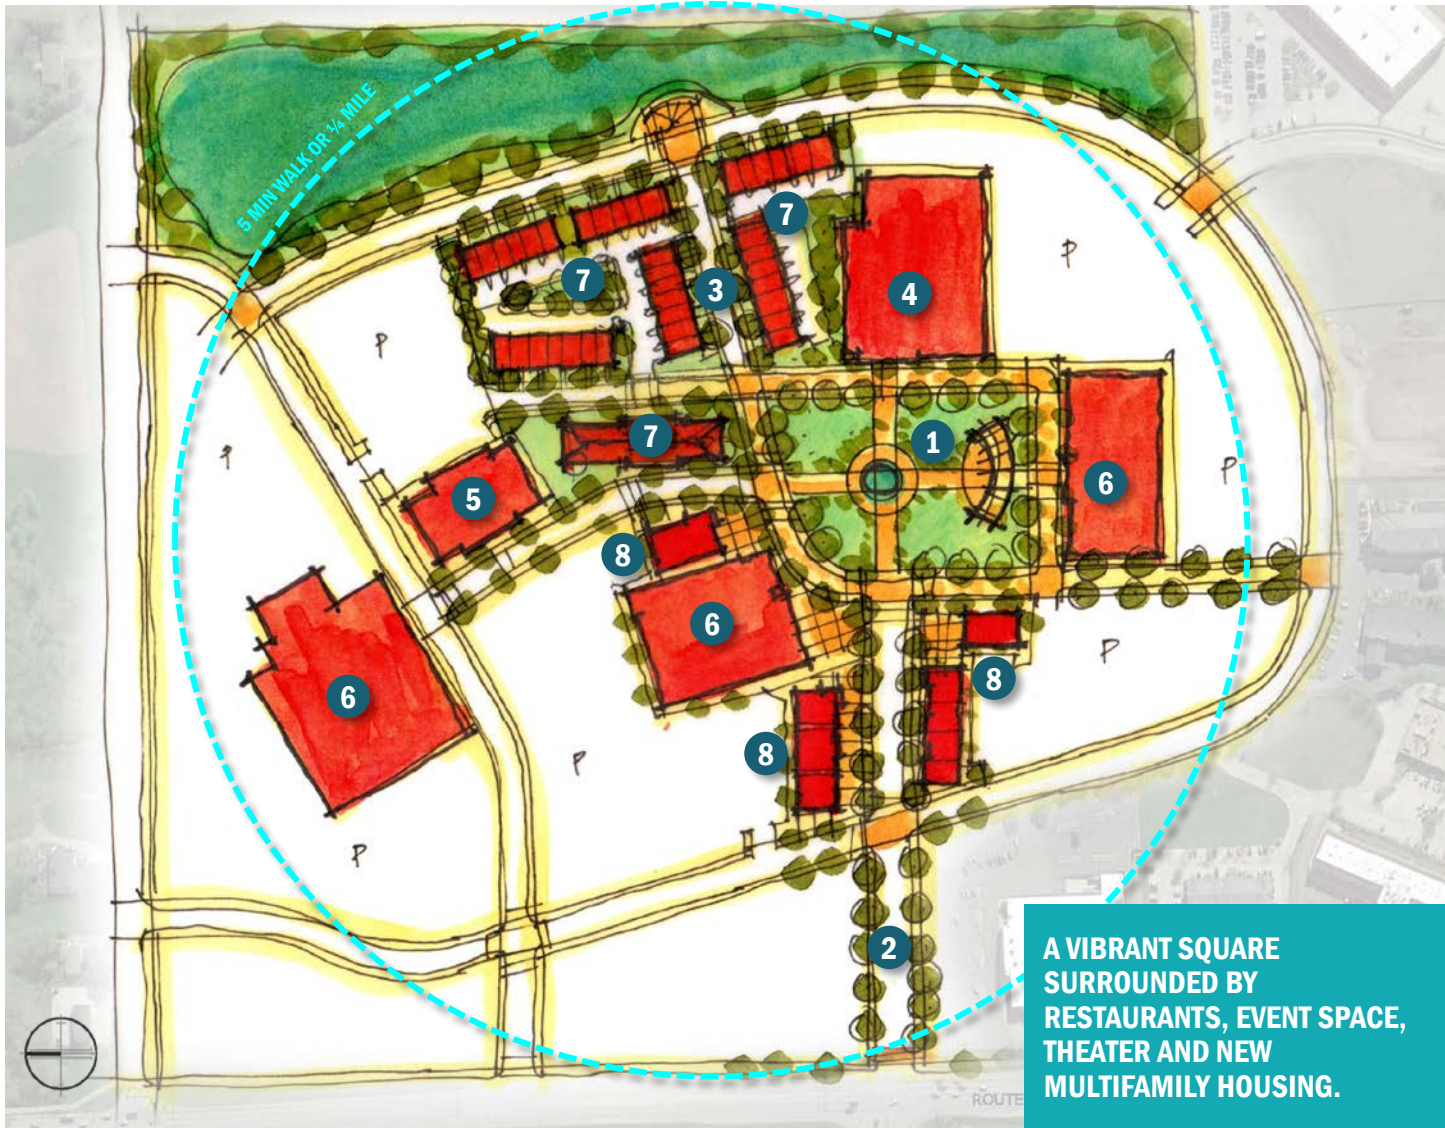 5 MIN WALK OR ¼ MILE
7
3
4
P
P
7
7
1
P
P
6
5
8
6
P
8
6
P
8
P
2
A VIBRANT SQUARE
SURROUNDED BY
RESTAURANTS, EVENT SPACE,
THEATER AND NEW
MULTIFAMILY HOUSING.
ROUTE